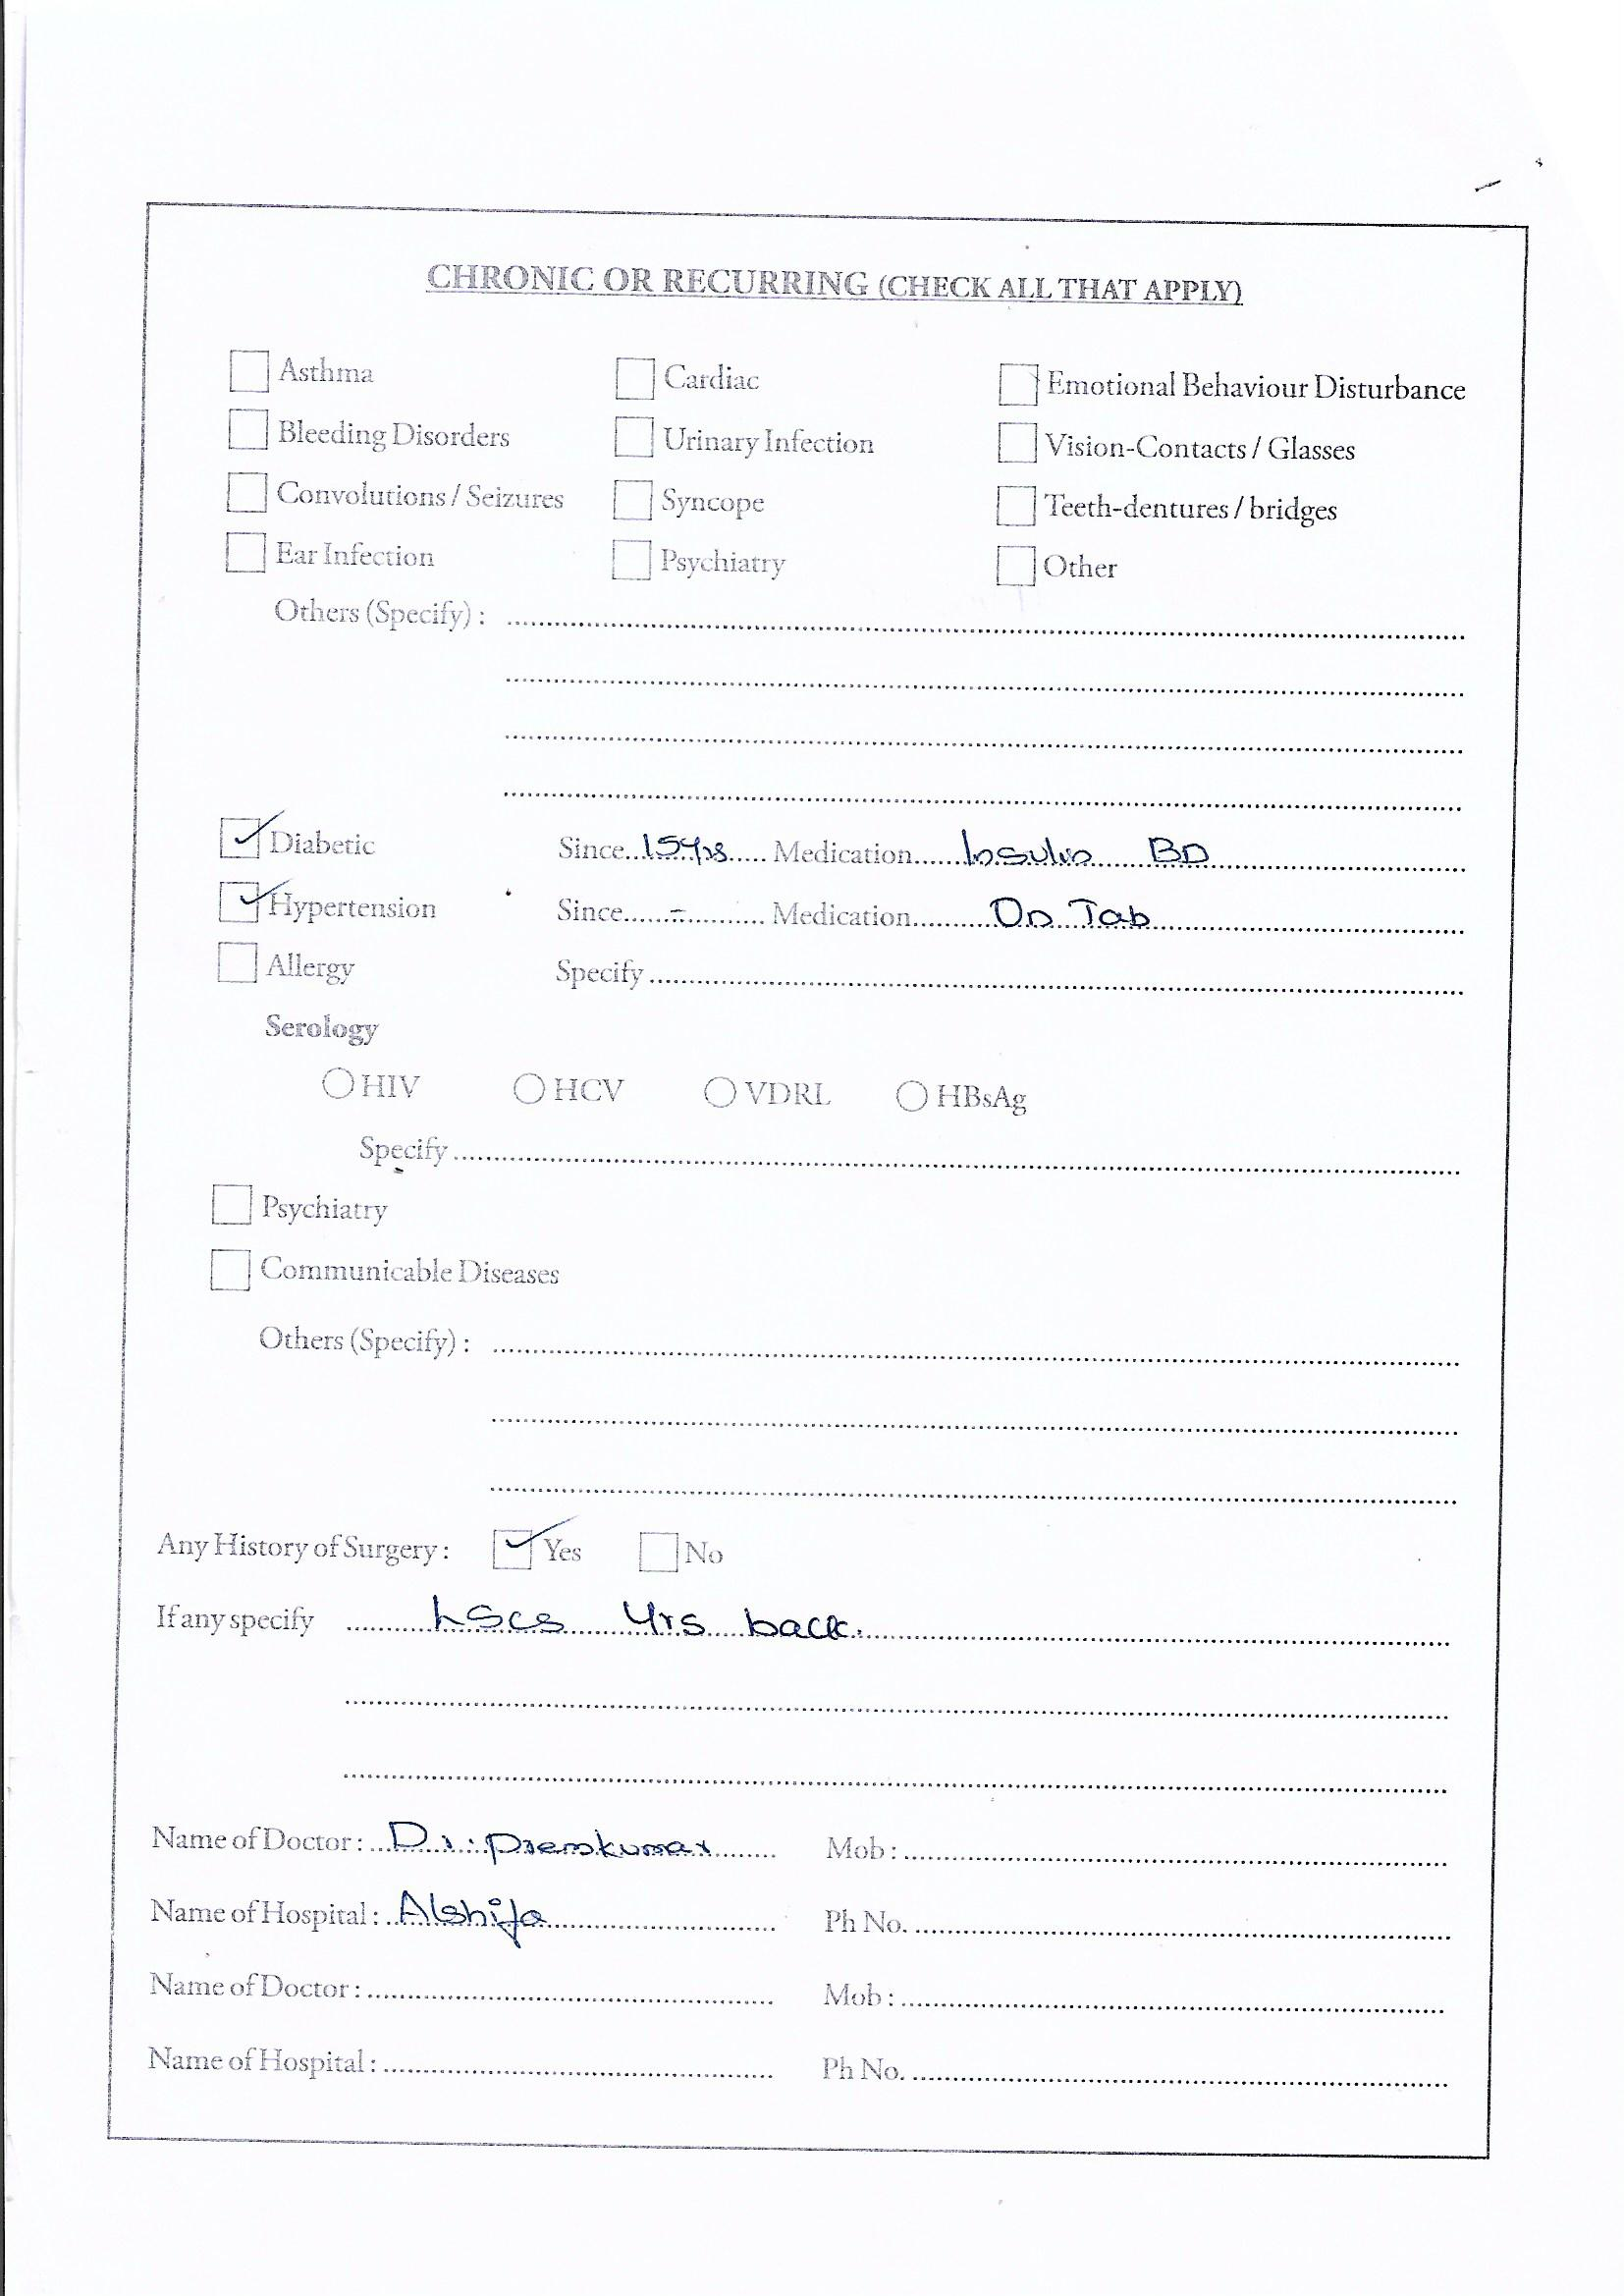 CHRONIC OR RECURRING (CHECK ALL THAT APPLY)
Asthma Cardiac Emotional Behaviour Disturbance
Bleeding Disorders Urinary Infection Vision-Contacts / Glasses
Convolutions / Seizures Syncope Teeth-dentures / bridges
Ear Infection Psychiatry Other
Others (Specify) :
Diabetic Since 15yrs Medication Insulin BD
Hypertension Since - Medication On Tab
Allergy Specify
Serology
HIV HCV VDRL HBsAg
Specify
Psychiatry
Communicable Diseases
Others (Specify) :
Any History of Surgery : Yes No
If any specify LSCS Yrs back.
Name of Doctor : Dr. Premkumar Mob :
Name of Hospital : Alshifa Ph No.
Name of Doctor : Mob :
Name of Hospital : Ph No.